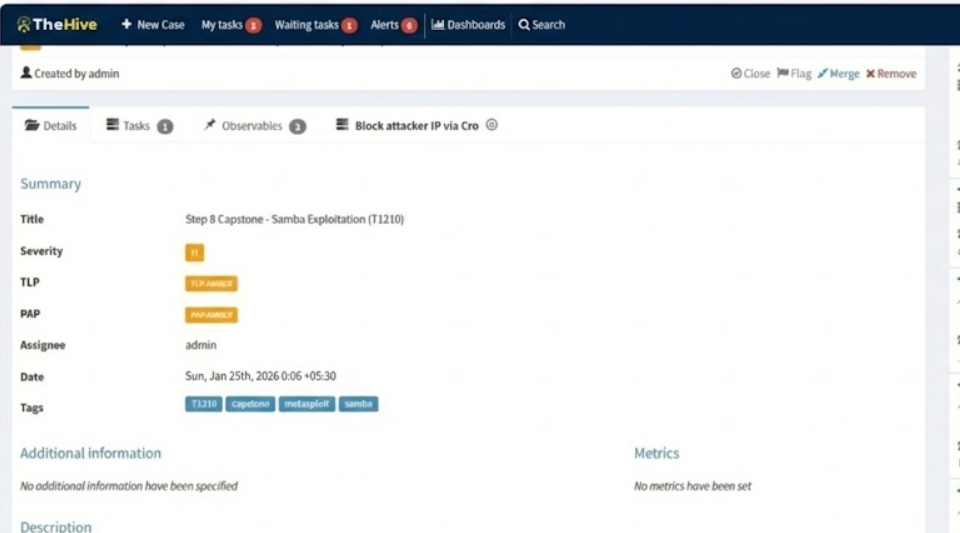 TheHive + New Case My tasks 1 Waiting tasks 1 Alerts 6 Dashboards Search
Created by admin Close Flag Merge Remove
Details Tasks 1 Observables Block attacker IP via Cro
Summary
Title Step 8 Capstone - Samba Exploitation (T1210)
Severity
TLP TLP:AMBER
PAP PAP:AMBER
Assignee admin
Date Sun, Jan 25th, 2026 0:06 +05:30
Tags T1210 capstone metasploit samba
Additional information Metrics
No additional information have been specified No metrics have been set
Description